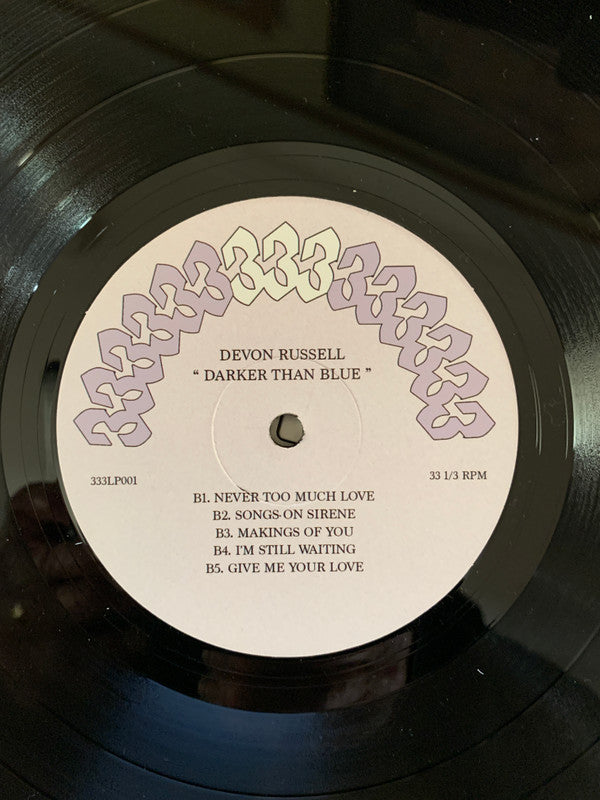 333
DEVON RUSSELL
“ DARKER THAN BLUE ”
333LP001
33 1/3 RPM
B1. NEVER TOO MUCH LOVE
B2. SONGS ON SIRENE
B3. MAKINGS OF YOU
B4. I'M STILL WAITING
B5. GIVE ME YOUR LOVE